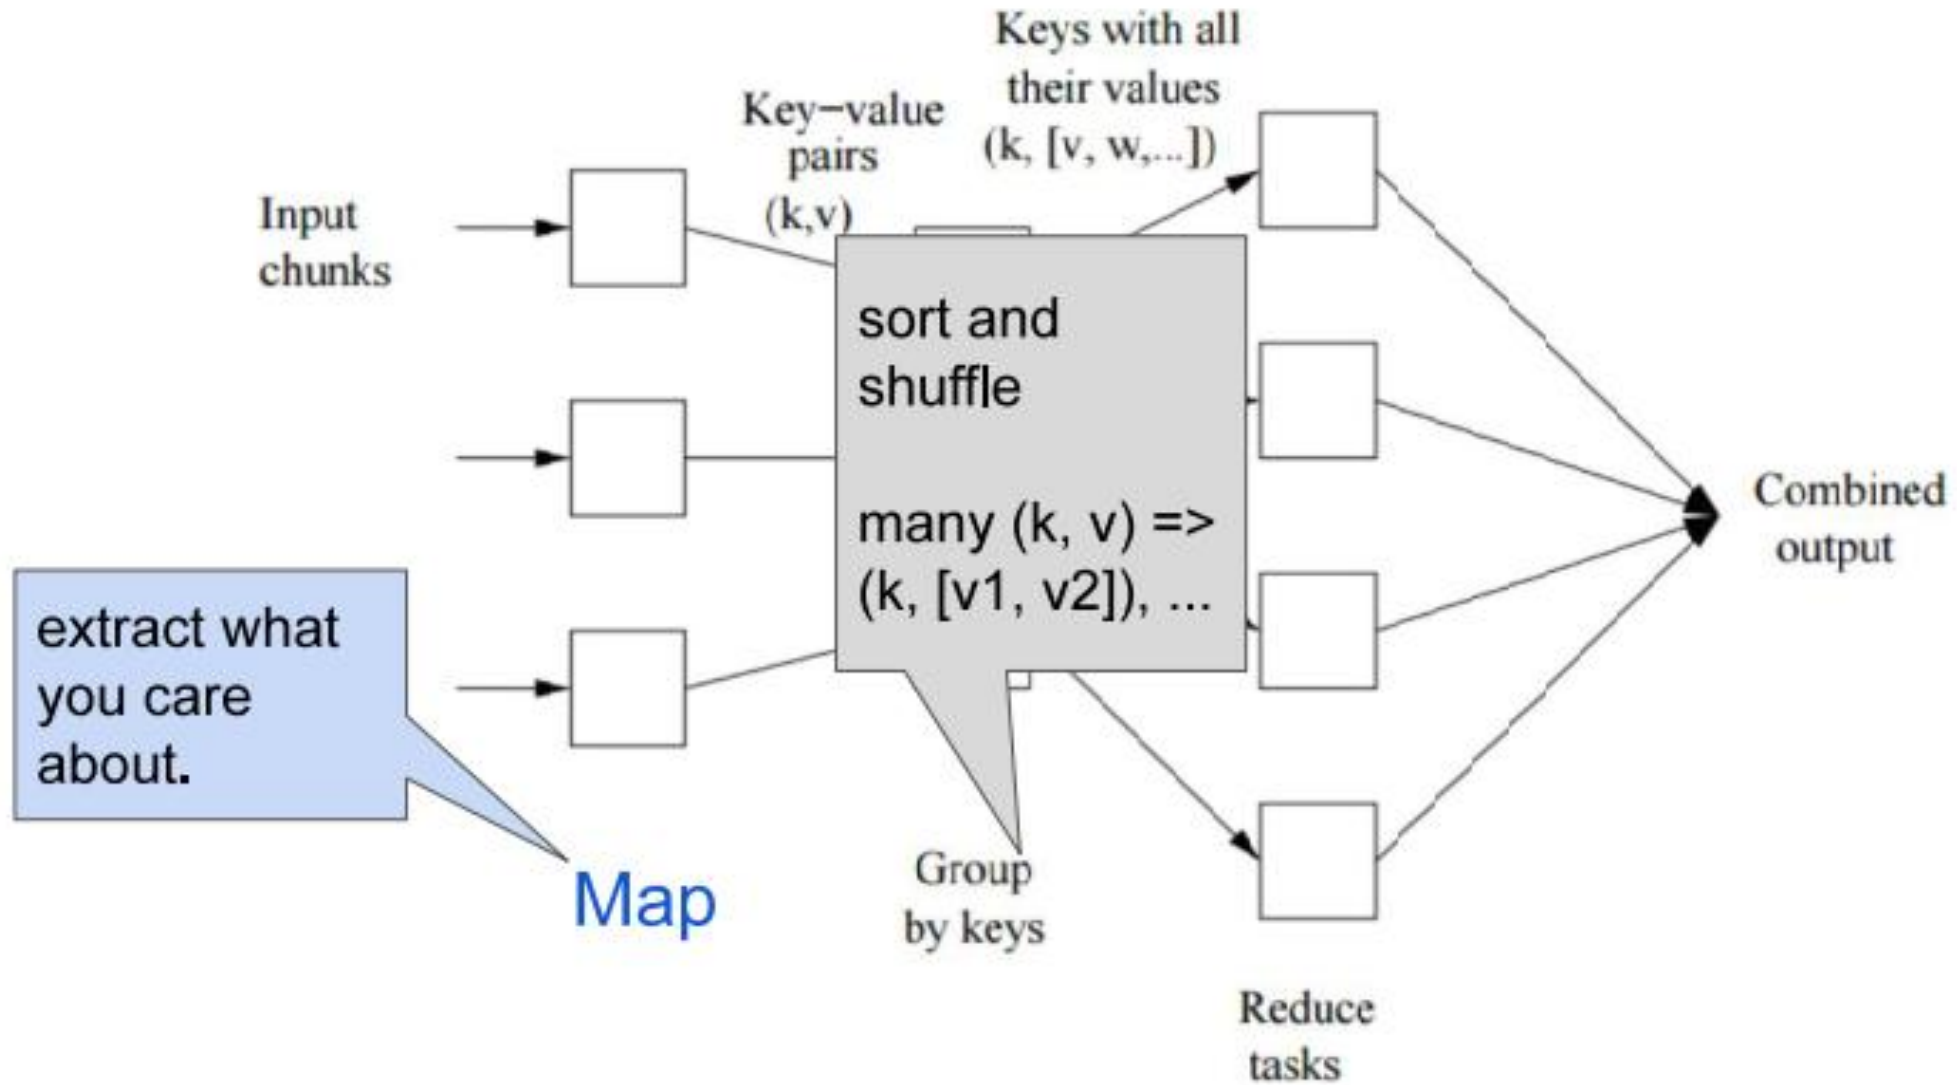 Keys with all
their values
(k, [v, w,...])
Key-value
pairs
(k,v)
Input
chunks
sort and
shuffle
many (k, v) =>
(k, [v1, v2]), ...
Combined
output
extract what
you care
about.
Map
Group
by keys
Reduce
tasks